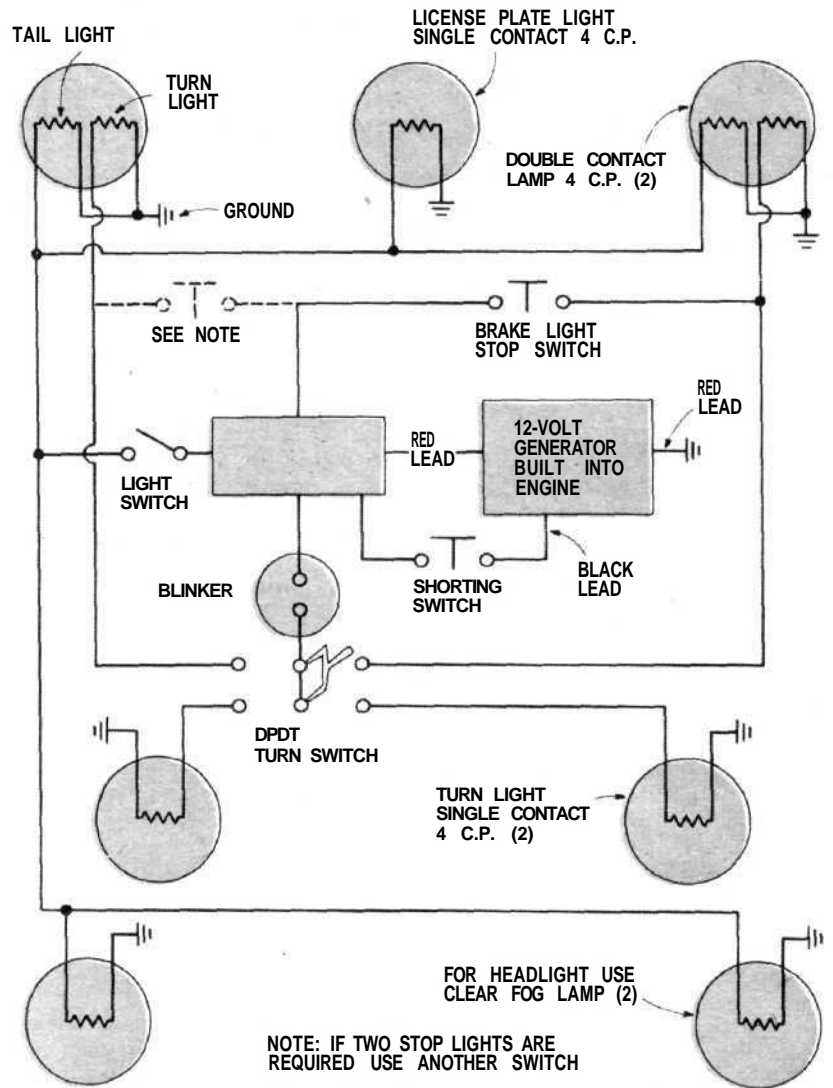 TAIL LIGHT
TURN
LIGHT
LICENSE PLATE LIGHT
SINGLE CONTACT 4 C.P.
DOUBLE CONTACT
LAMP 4 C.P. (2)
GROUND
SEE NOTE
BRAKE LIGHT
STOP SWITCH
LIGHT
SWITCH
RED
LEAD
12-VOLT
GENERATOR
BUILT INTO
ENGINE
RED
LEAD
BLINKER
SHORTING
SWITCH
BLACK
LEAD
DPDT
TURN SWITCH
TURN LIGHT
SINGLE CONTACT
4 C.P. (2)
FOR HEADLIGHT USE
CLEAR FOG LAMP (2)
NOTE: IF TWO STOP LIGHTS ARE
REQUIRED USE ANOTHER SWITCH